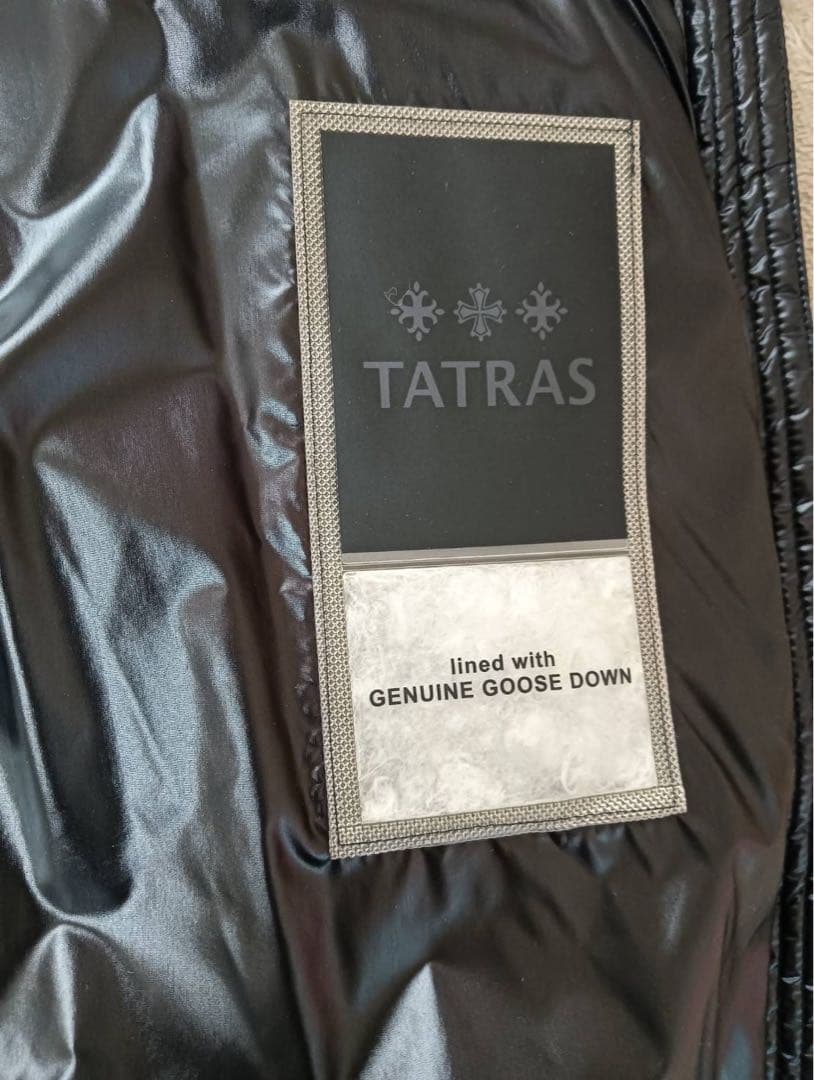 TATRAS
lined with
GENUINE GOOSE DOWN